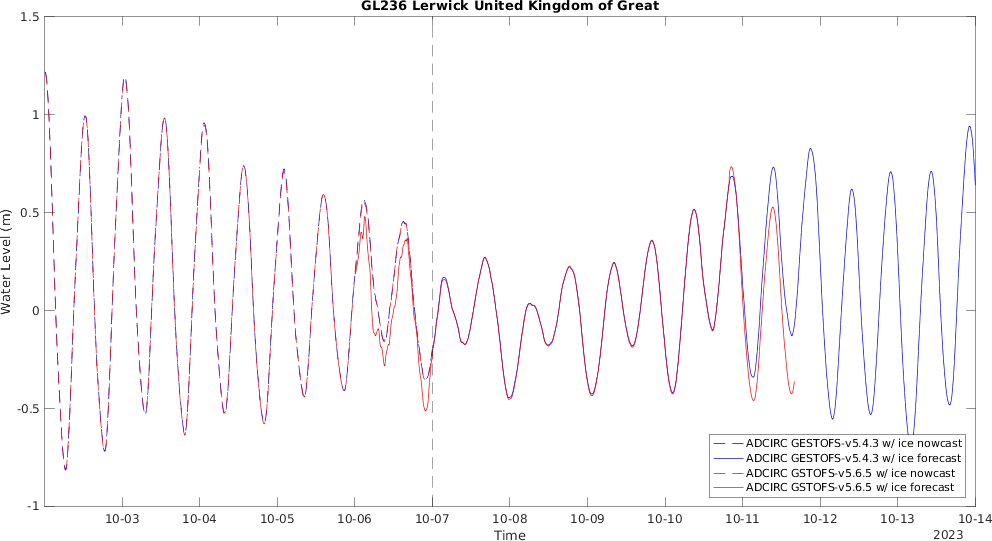 GL236 Lerwick United Kingdom of Great
1.5
1
0.5
0
-0.5
-1
Water Level (m)
10-03 10-04 10-05 10-06 10-07 10-08 10-09 10-10 10-11 10-12 10-13 10-14
Time
2023
ADCIRC GESTOFS-v5.4.3 w/ ice nowcast
ADCIRC GESTOFS-v5.4.3 w/ ice forecast
ADCIRC GSTOFS-v5.6.5 w/ ice nowcast
ADCIRC GSTOFS-v5.6.5 w/ ice forecast